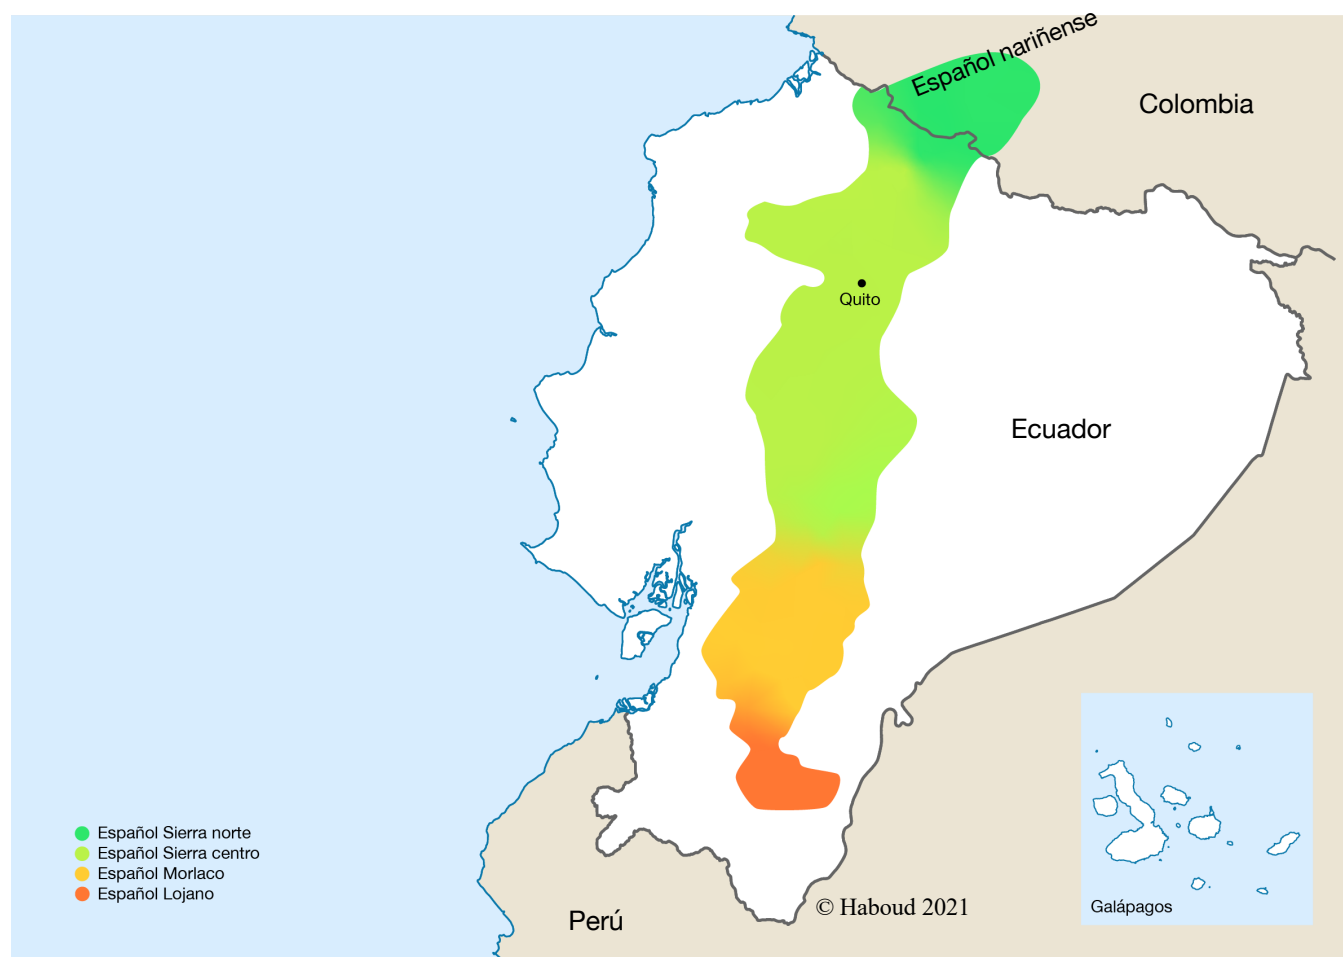 Español nariñense
Colombia
Quito
Ecuador
Español Sierra norte
Español Sierra centro
Español Morlaco
Español Lojano
Perú
© Haboud 2021
Galápagos